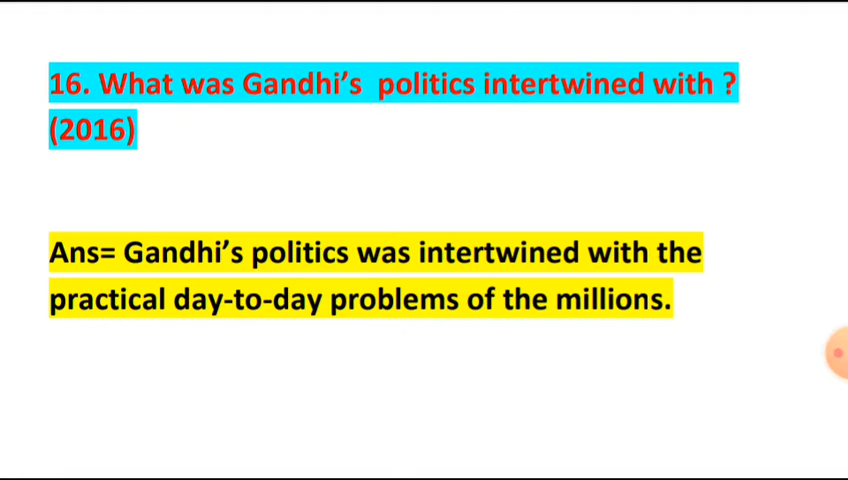 16. What was Gandhi’s politics intertwined with ?
(2016)
Ans= Gandhi’s politics was intertwined with the
practical day-to-day problems of the millions.